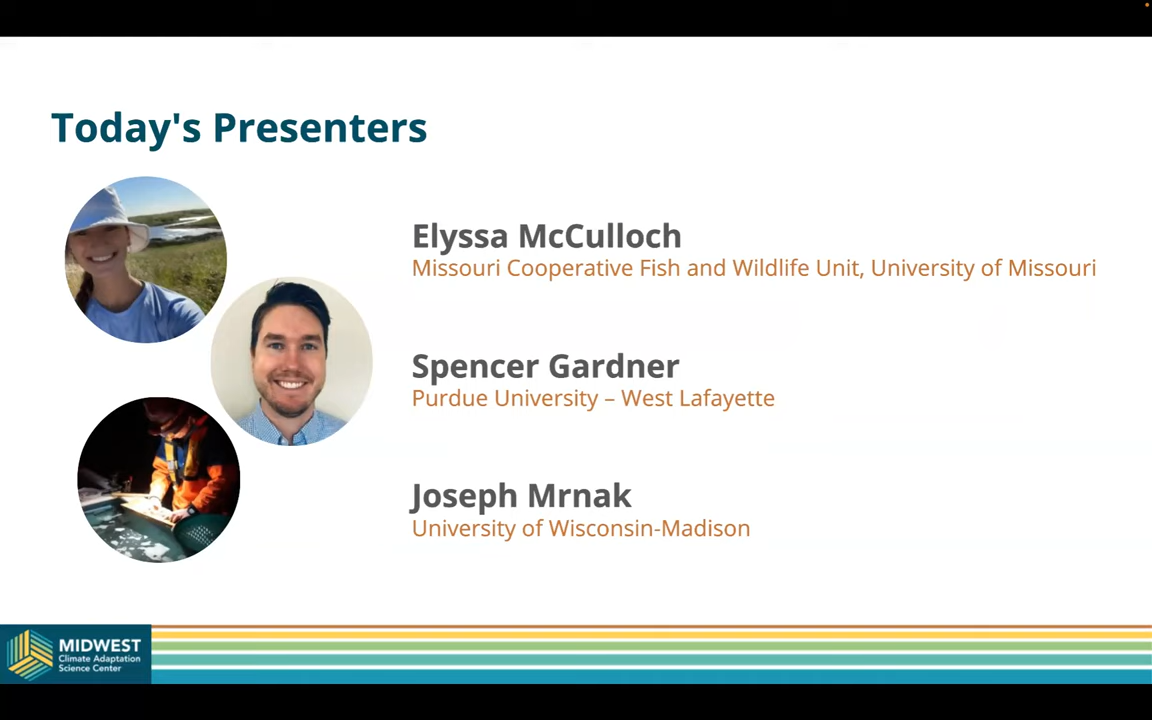 Today's Presenters
Elyssa McCulloch
Missouri Cooperative Fish and Wildlife Unit, University of Missouri
Spencer Gardner
Purdue University – West Lafayette
Joseph Mrnak
University of Wisconsin-Madison
MIDWEST
Climate Adaptation
Science Center